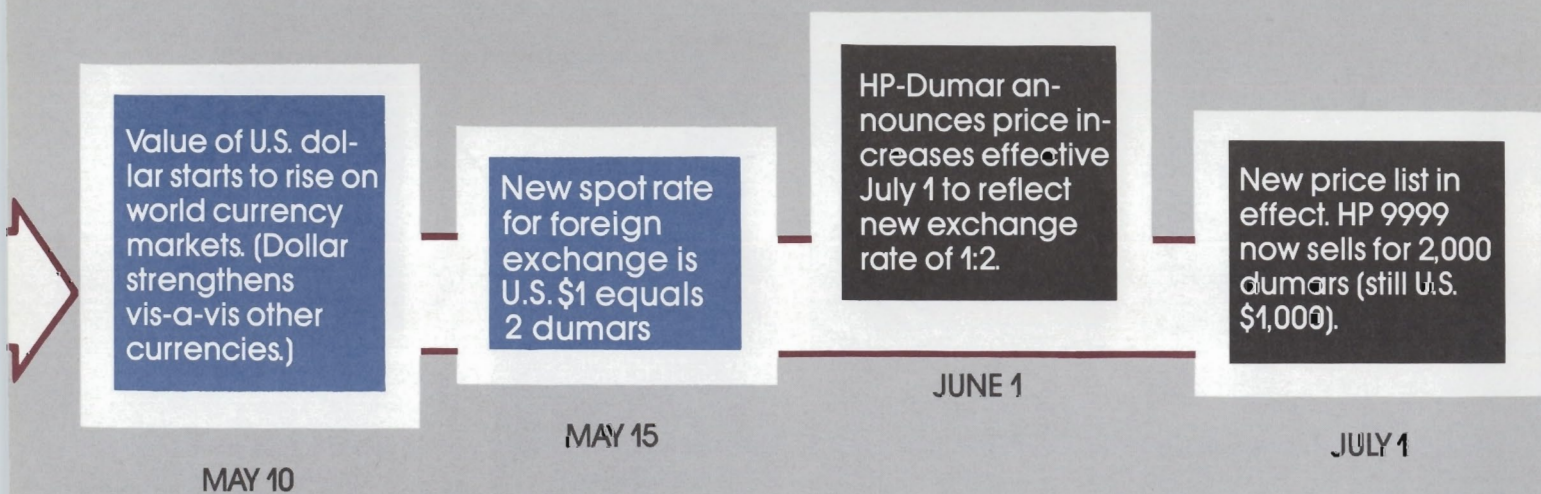 Value of U.S. dol-
lar starts to rise on
world currency
markets. (Dollar
strengthens
vis-a-vis other
currencies.)
MAY 10
New spot rate
for foreign
exchange is
U.S. $1 equals
2 dumars
MAY 15
HP-Dumar an-
nounces price in-
creases effective
July 1 to reflect
new exchange
rate of 1:2.
JUNE 1
New price list in
effect. HP 9999
now sells for 2,000
dumars (still U.S.
$1,000).
JULY 1